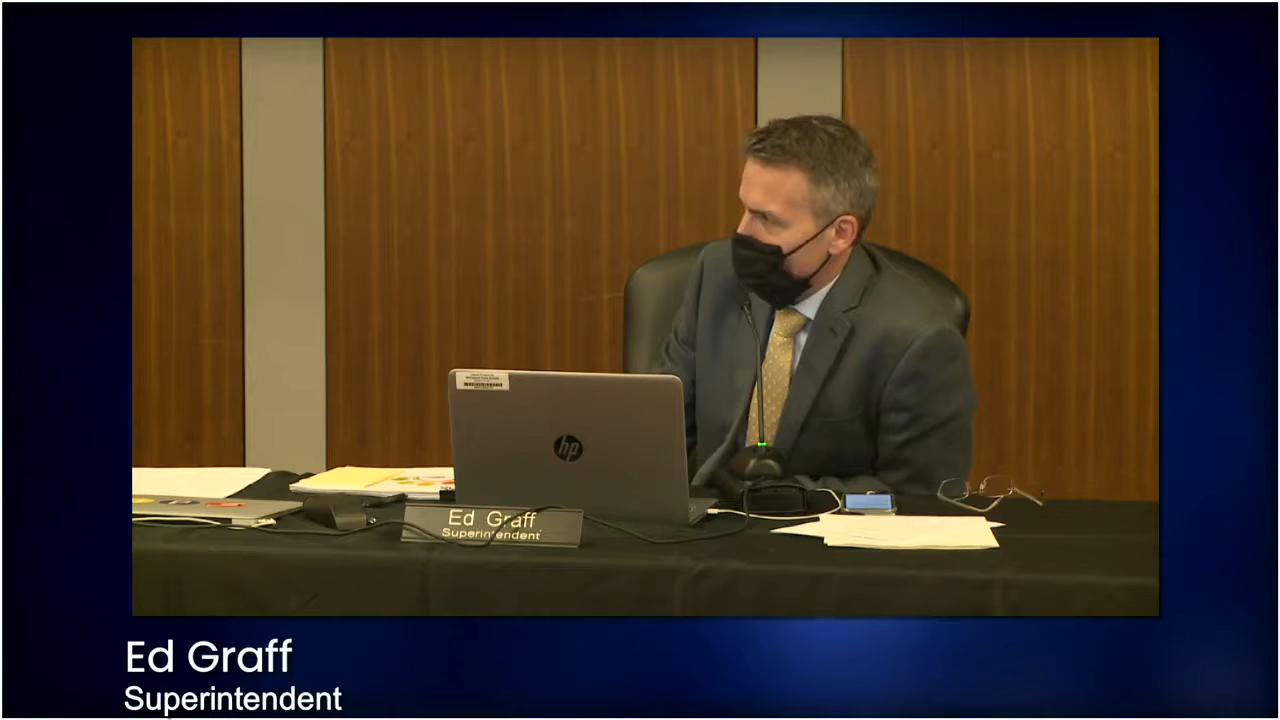 hp
Ed Graff
Superintendent
Ed Graff
Superintendent